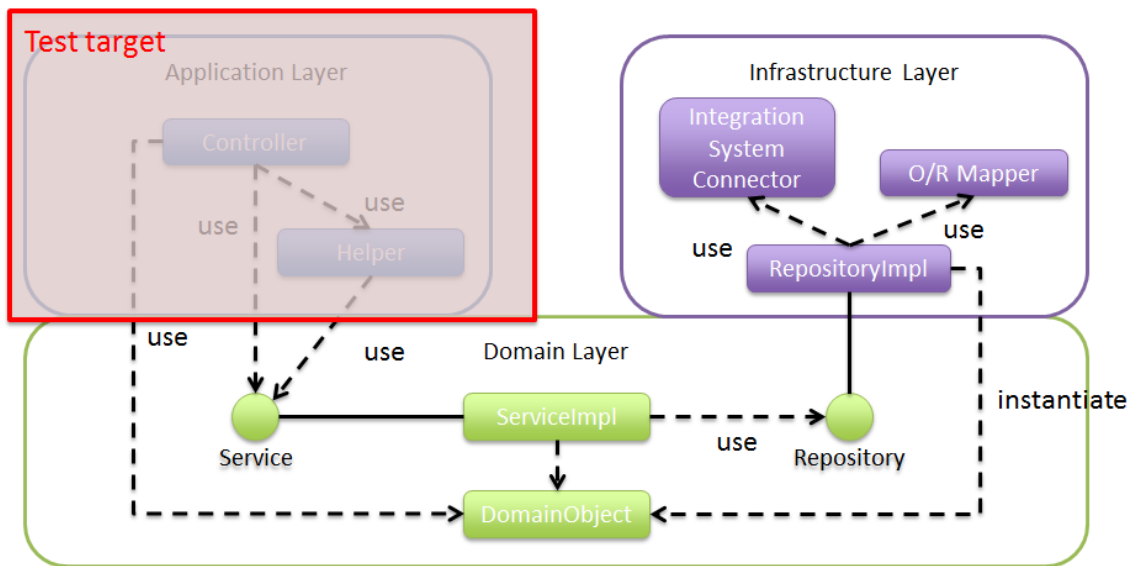 Test target
Application Layer
Controller
use
use
Helper
use
use
Infrastructure Layer
Integration
System
Connector
O/R Mapper
use
use
RepositoryImpl
Domain Layer
Service
ServiceImpl
use
Repository
instantiate
DomainObject